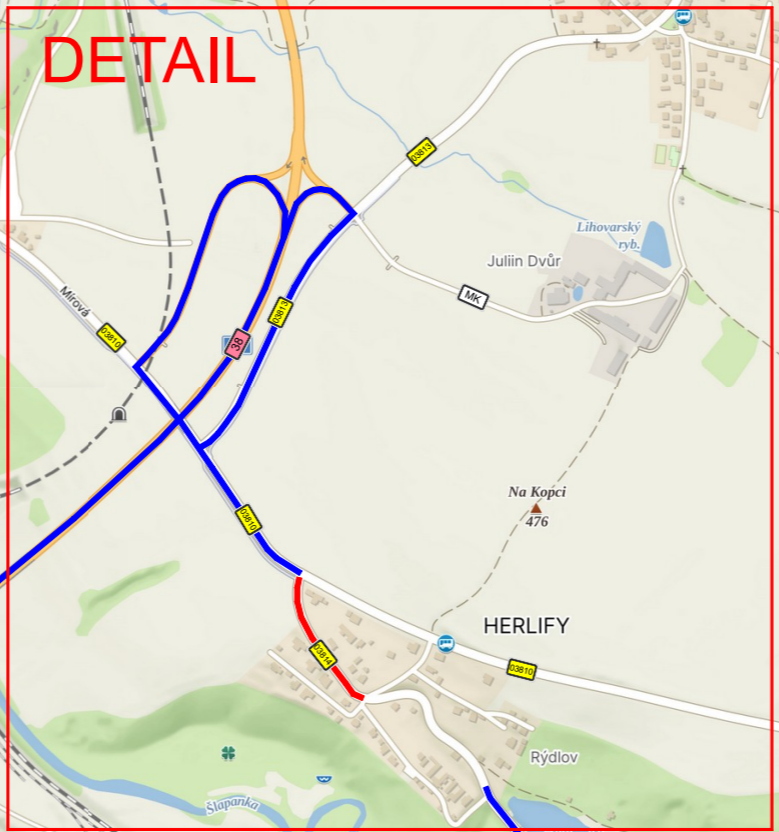 DETAIL
03813
Lihovarský
ryb.
Juliin Dvůr
MK
Mírová
03813
03810
38
Na Kopci
476
03810
HERLIFY
03814
03810
Rýdlov
Šlapanka